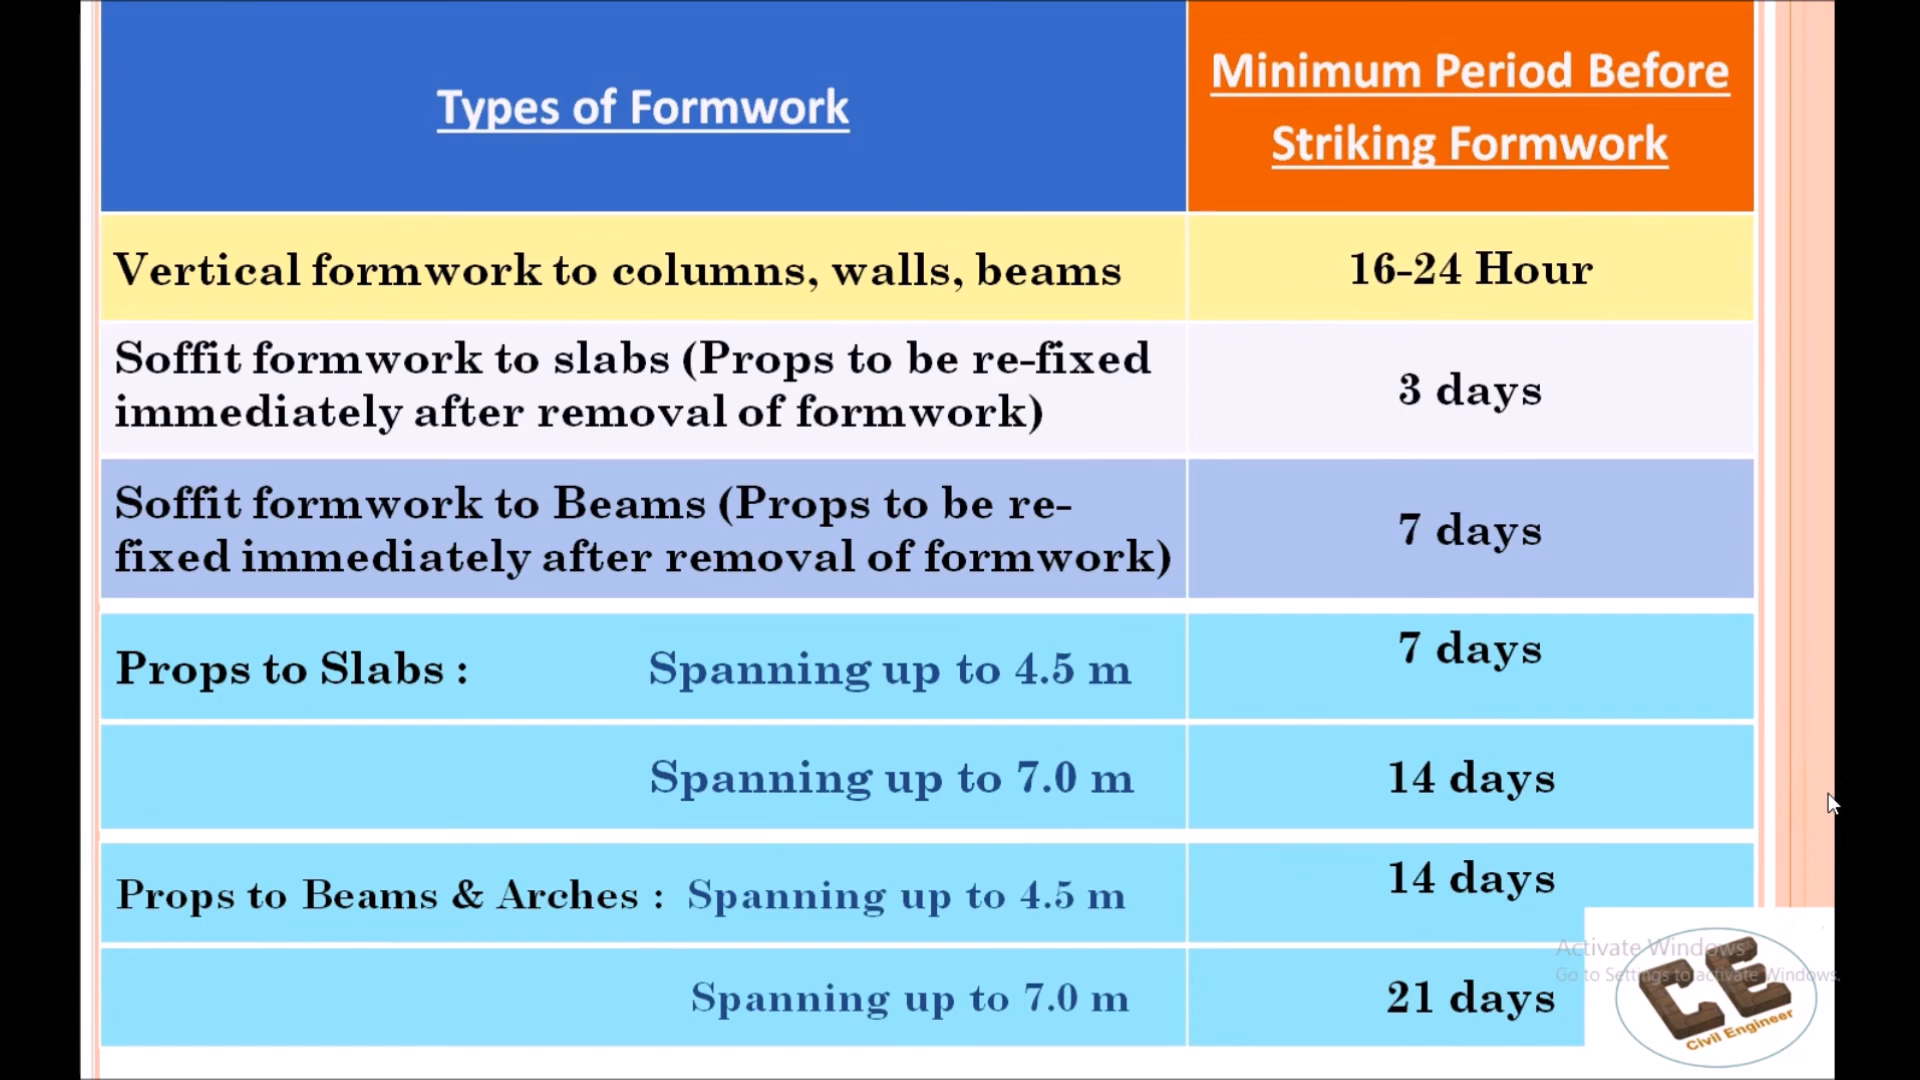 Types of Formwork
Minimum Period Before
Striking Formwork
Vertical formwork to columns, walls, beams
16-24 Hour
Soffit formwork to slabs (Props to be re-fixed
immediately after removal of formwork)
3 days
Soffit formwork to Beams (Props to be re-
fixed immediately after removal of formwork)
7 days
Props to Slabs : Spanning up to 4.5 m
7 days
Spanning up to 7.0 m
14 days
Props to Beams & Arches : Spanning up to 4.5 m
14 days
Spanning up to 7.0 m
21 days
Activate Windows
Go to Settings to activate Windows.
CE
Civil Engineer